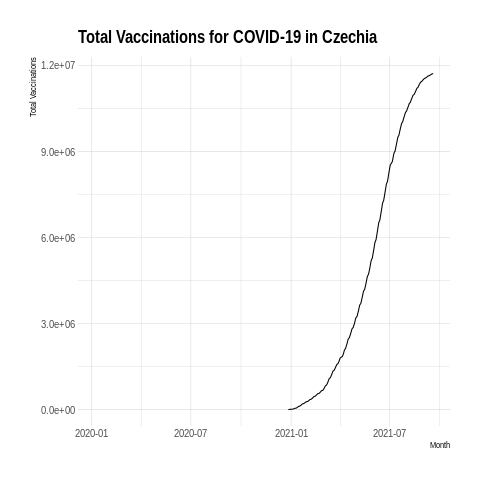 Total Vaccinations for COVID-19 in Czechia
Total Vaccinations
1.2e+07
9.0e+06
6.0e+06
3.0e+06
0.0e+00
2020-01 2020-07 2021-01 2021-07
Month